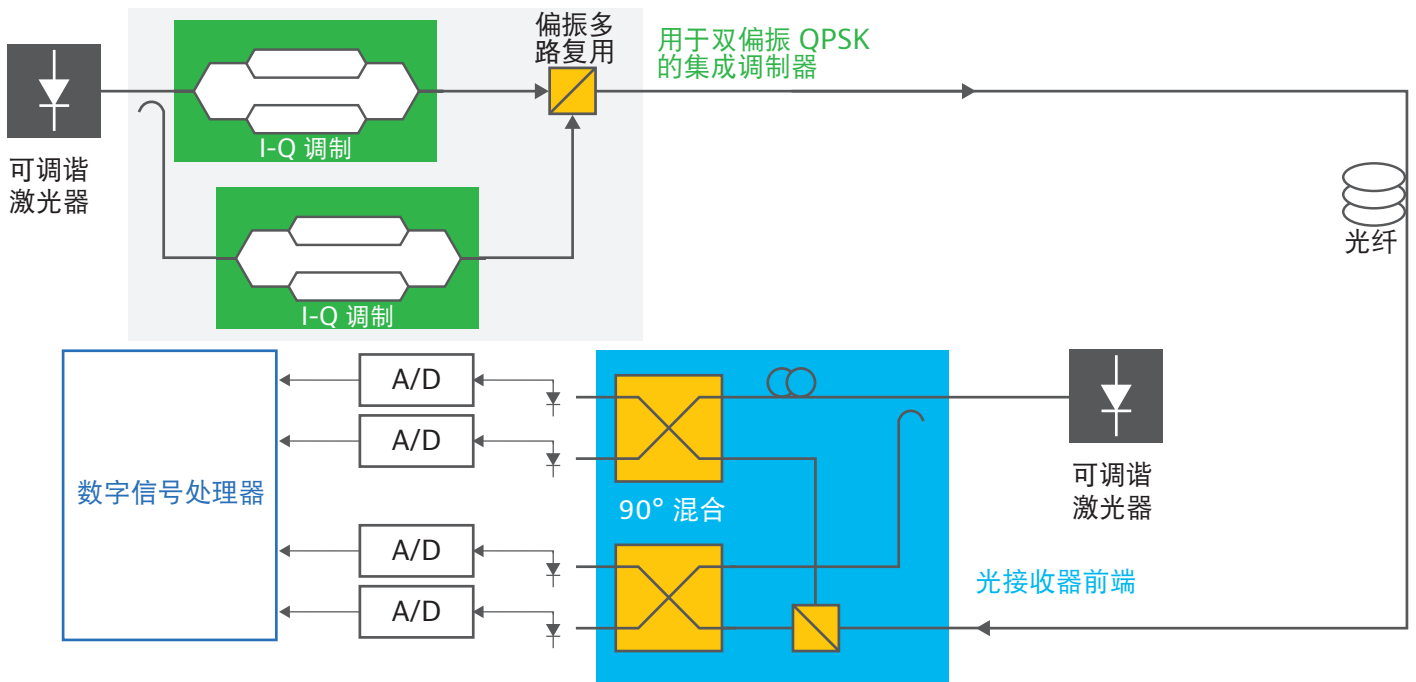 偏振多
路复用
用于双偏振 QPSK
的集成调制器
I-Q 调制
可调谐
激光器
光纤
I-Q 调制
A/D
A/D
数字信号处理器
90° 混合
可调谐
激光器
A/D
光接收器前端
A/D